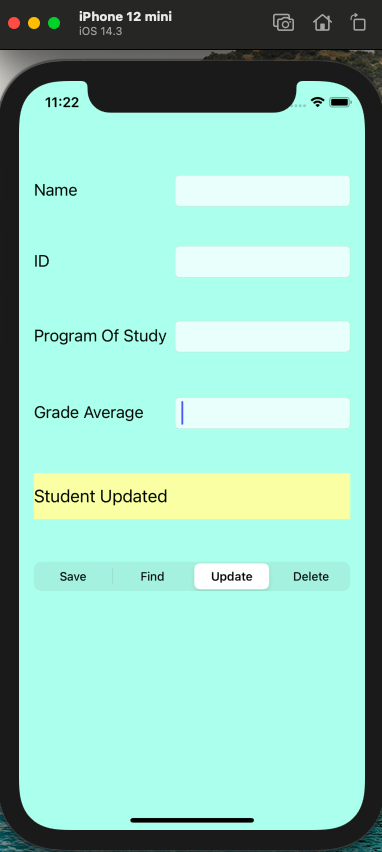 iPhone 12 mini
iOS 14.3
11:22
Name
ID
Program Of Study
Grade Average
Student Updated
Save Find Update Delete